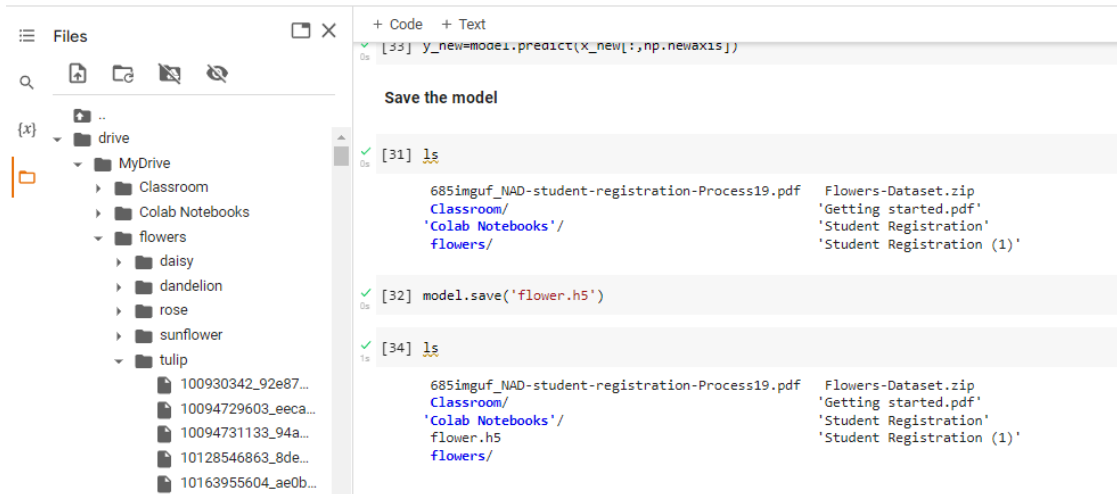 Files
..
drive
MyDrive
Classroom
Colab Notebooks
flowers
daisy
dandelion
rose
sunflower
tulip
100930342_92e87...
10094729603_eeca...
10094731133_94a...
10128546863_8de...
10163955604_ae0b...
{x}
+ Code + Text
0s [33] y_new=model.predict(x_new[:,np.newaxis])
Save the model
0s [31] ls
685imguf_NAD-student-registration-Process19.pdf Flowers-Dataset.zip
Classroom/ 'Getting started.pdf'
'Colab Notebooks'/ 'Student Registration'
flowers/ 'Student Registration (1)'
0s [32] model.save('flower.h5')
1s [34] ls
685imguf_NAD-student-registration-Process19.pdf Flowers-Dataset.zip
Classroom/ 'Getting started.pdf'
'Colab Notebooks'/ 'Student Registration'
flower.h5 'Student Registration (1)'
flowers/